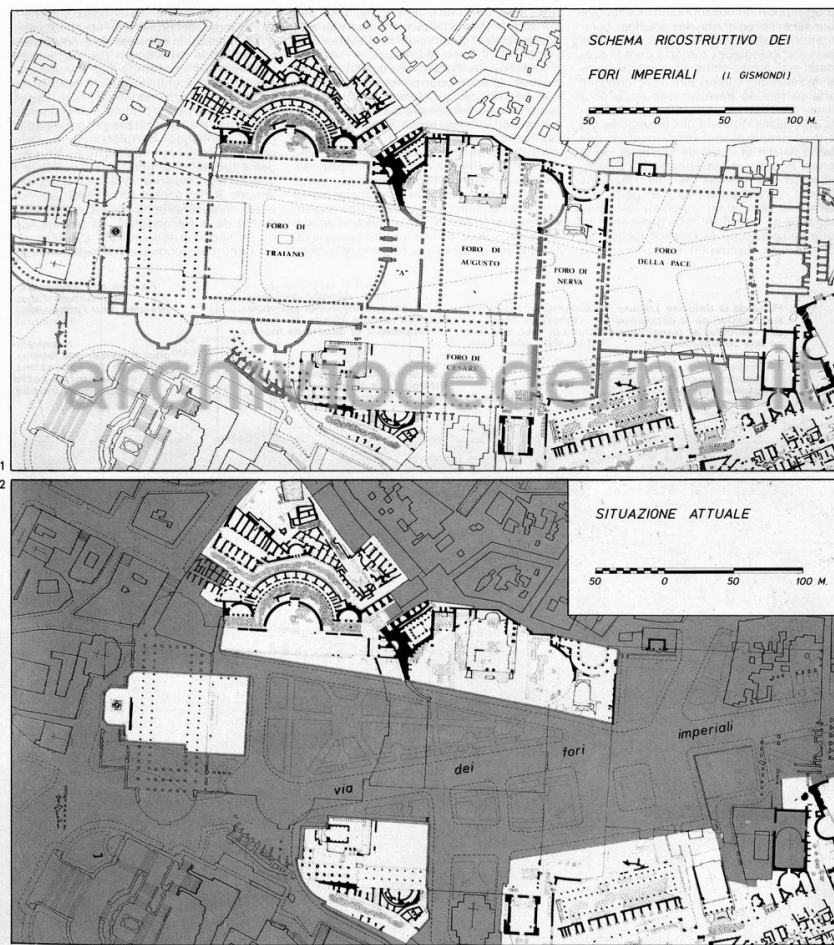 1
SCHEMA RICOSTRUTTIVO DEI
FORI IMPERIALI (I. GISMONDI)
50 0 50 100 M.
FORO DI
TRAIANO
"A"
FORO DI
AUGUSTO
FORO DI
NERVA
FORO
DELLA PACE
FORO DI
CESARE
archiviocederna.it
2
SITUAZIONE ATTUALE
50 0 50 100 M.
via dei fori imperiali